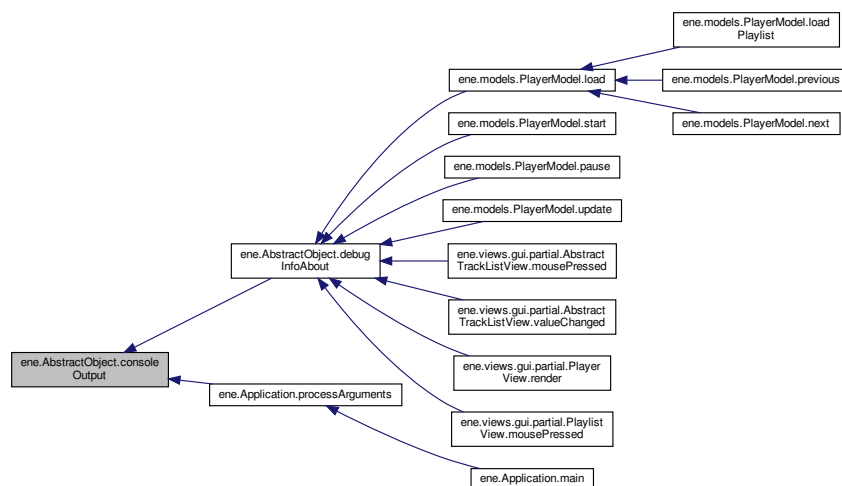 ene.models.PlayerModel.load
Playlist
ene.models.PlayerModel.load
ene.models.PlayerModel.previous
ene.models.PlayerModel.next
ene.models.PlayerModel.start
ene.models.PlayerModel.pause
ene.models.PlayerModel.update
ene.AbstractObject.debug
InfoAbout
ene.views.gui.partial.Abstract
TrackListView.mousePressed
ene.views.gui.partial.Abstract
TrackListView.valueChanged
ene.AbstractObject.console
Output
ene.views.gui.partial.Player
View.render
ene.Application.processArguments
ene.views.gui.partial.Playlist
View.mousePressed
ene.Application.main